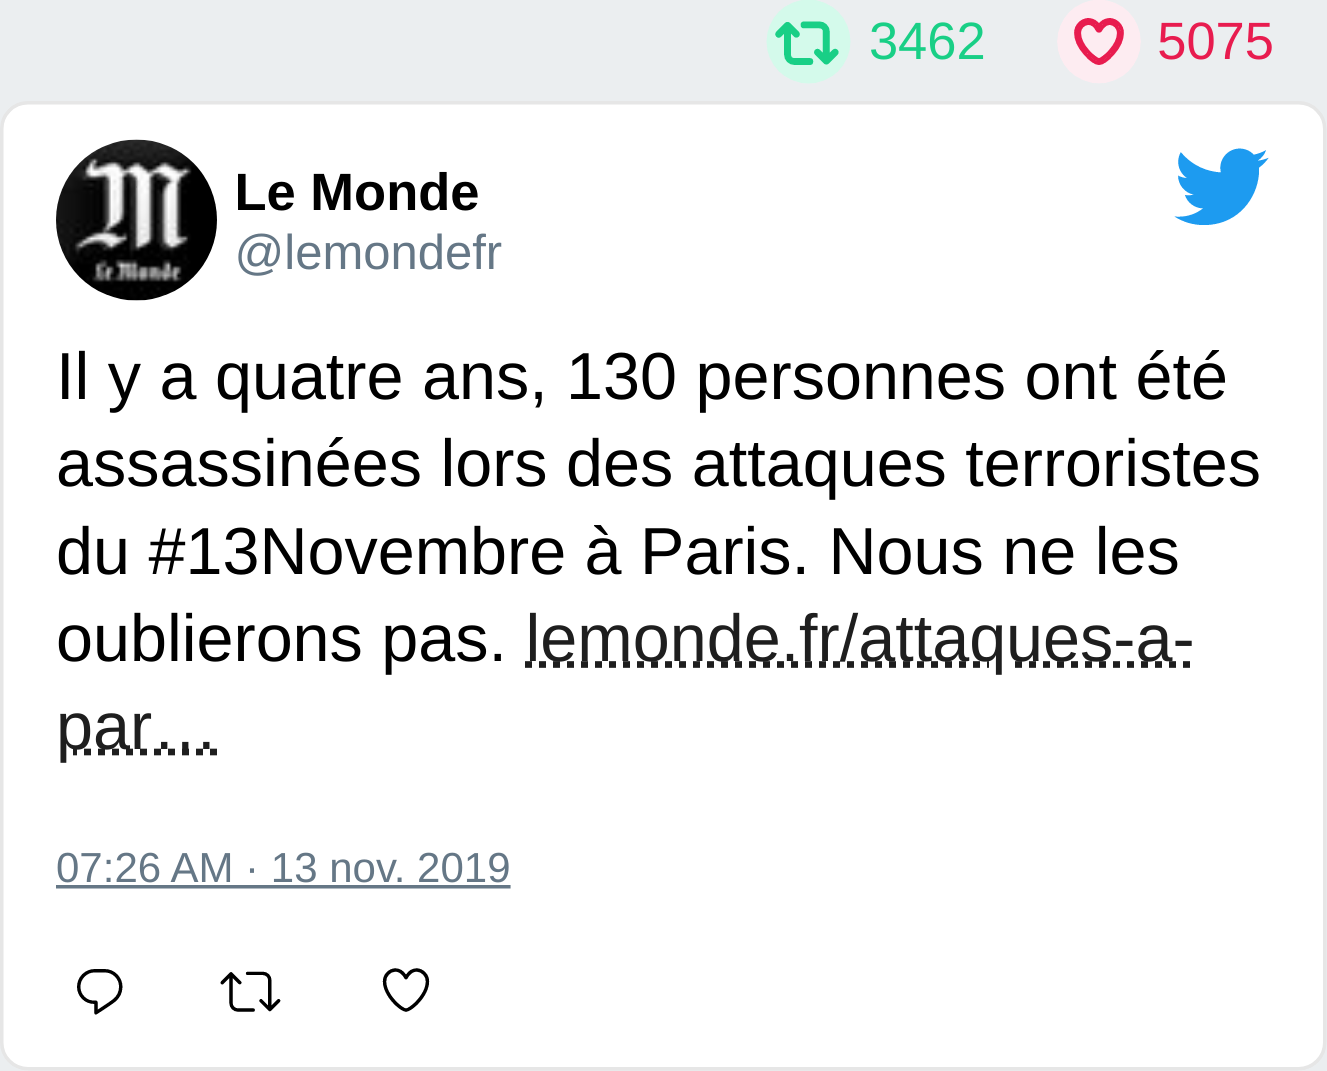 3462 5075
Le Monde
Le Monde
@lemondefr
Il y a quatre ans, 130 personnes ont été
assassinées lors des attaques terroristes
du #13Novembre à Paris. Nous ne les
oublierons pas. lemonde.fr/attaques-a-
par…
07:26 AM · 13 nov. 2019